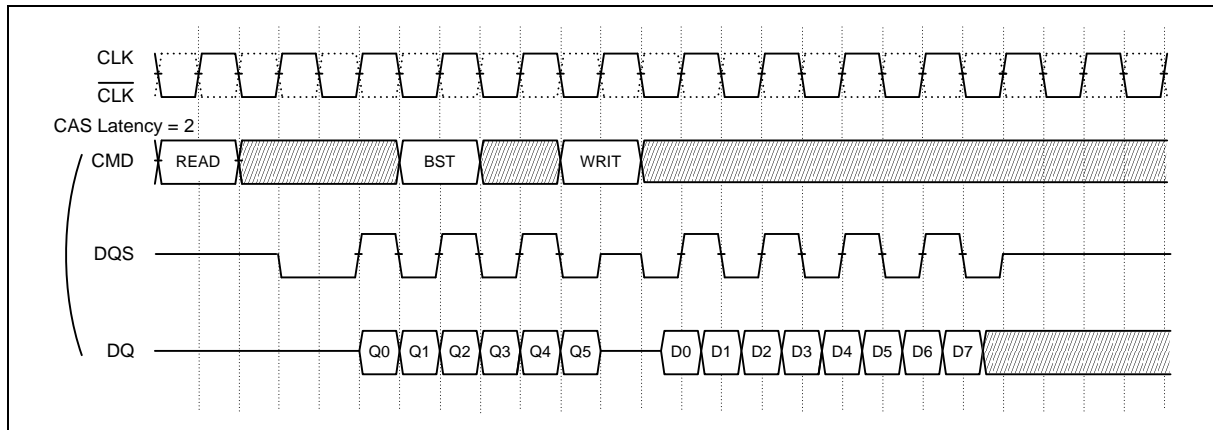 CLK
CLK
CAS Latency = 2
CMD READ BST WRIT
DQS
DQ Q0 Q1 Q2 Q3 Q4 Q5 D0 D1 D2 D3 D4 D5 D6 D7